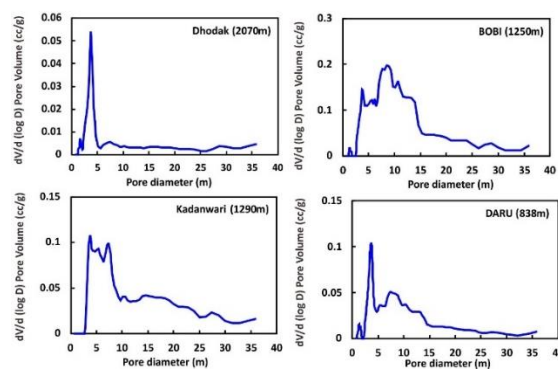 Dhodak (2070m)
dV/d (log D) Pore Volume (cc/g)
0.06
0.05
0.04
0.03
0.02
0.01
0
0 5 10 15 20 25 30 35 40
Pore diameter (m)
BOBI (1250m)
dV/d (log D) Pore Volume (cc/g)
0.3
0.2
0.1
0
0 5 10 15 20 25 30 35 40
Pore diameter (m)
Kadanwari (1290m)
dV/d (log D) Pore Volume (cc/g)
0.15
0.1
0.05
0
0 5 10 15 20 25 30 35 40
Pore diameter (m)
DARU (838m)
dV/d (log D) Pore Volume (cc/g)
0.15
0.1
0.05
0
0 5 10 15 20 25 30 35 40
Pore diameter (m)